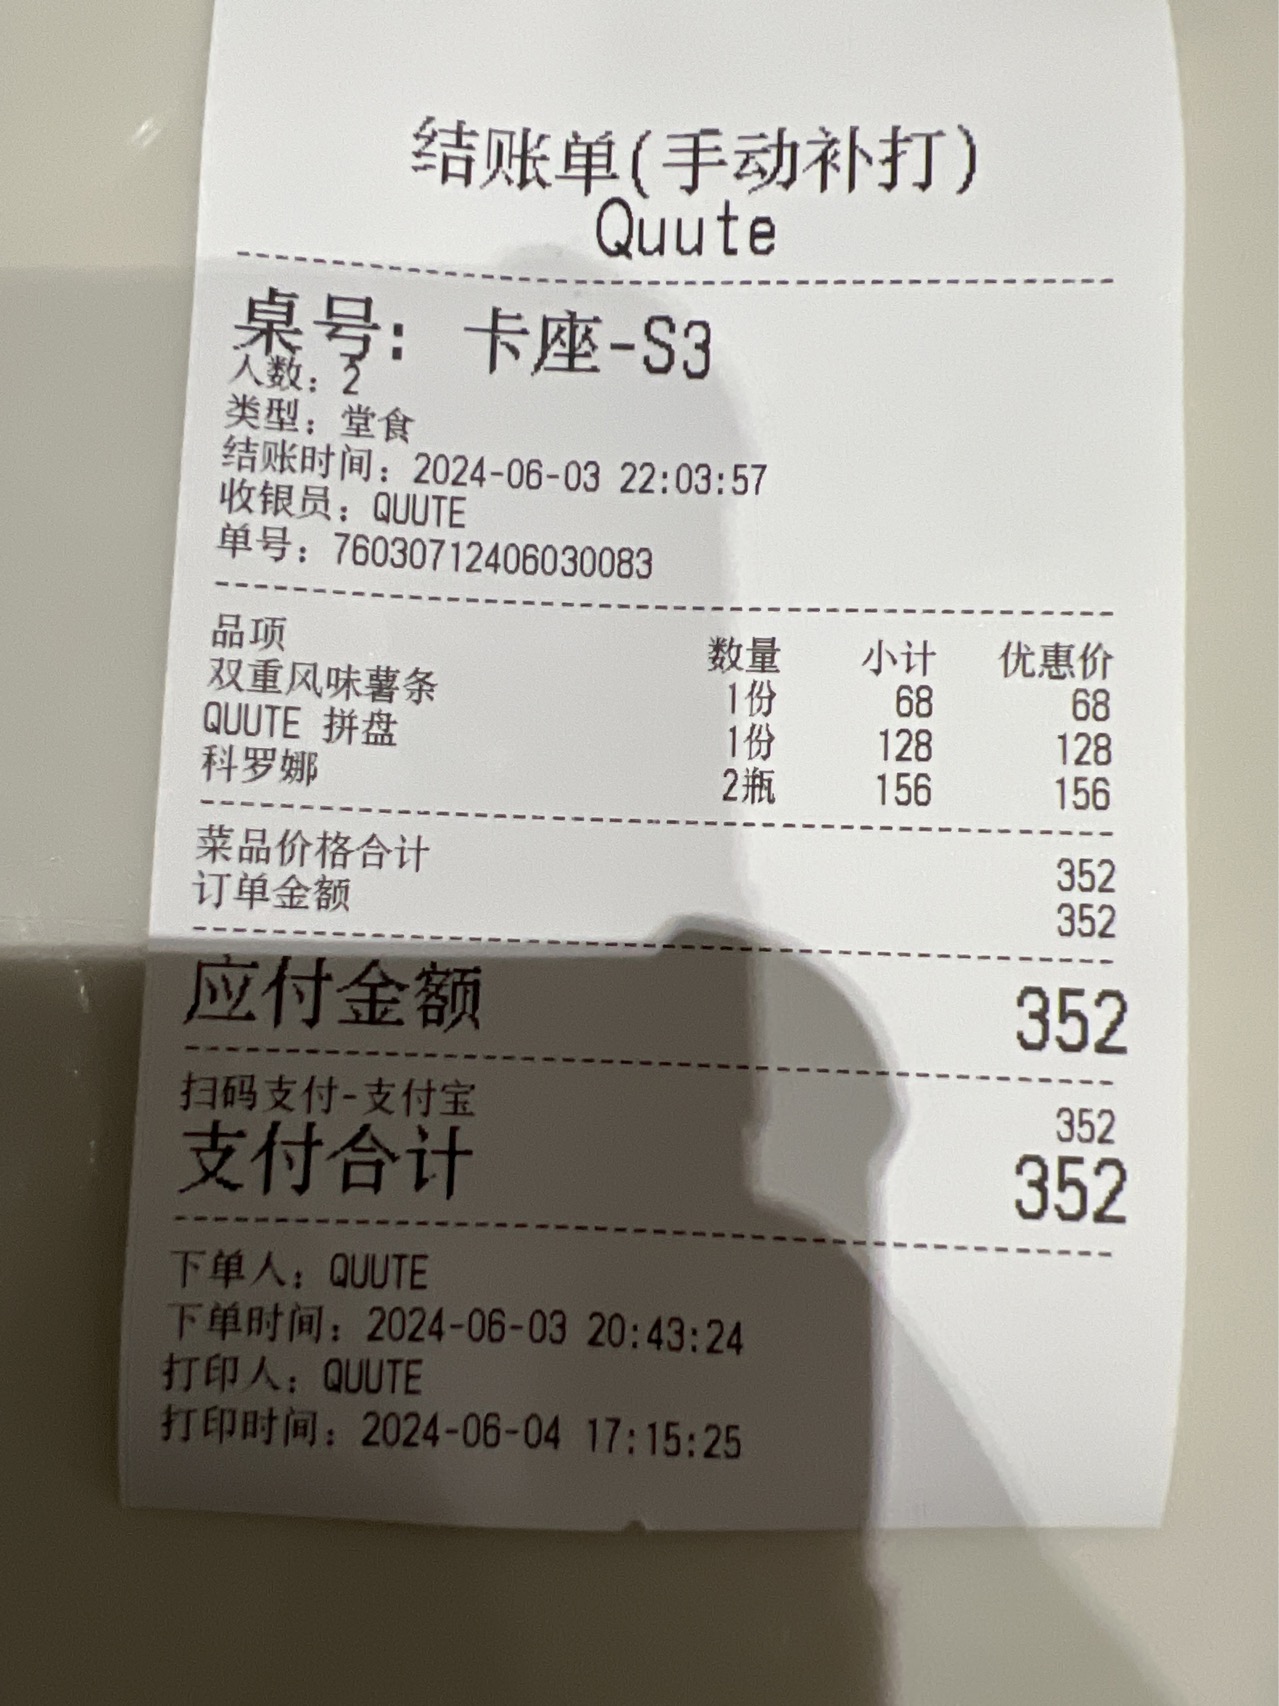 结账单(手动补打)
Quute
桌号: 卡座-S3
人数: 2
类型: 堂食
结账时间: 2024-06-03 22:03:57
收银员: QUUTE
单号: 76030712406030083
品项 数量 小计 优惠价
双重风味薯条 1份 68 68
QUUTE 拼盘 1份 128 128
科罗娜 2瓶 156 156
菜品价格合计 352
订单金额 352
应付金额 352
扫码支付-支付宝 352
支付合计 352
下单人: QUUTE
下单时间: 2024-06-03 20:43:24
打印人: QUUTE
打印时间: 2024-06-04 17:15:25